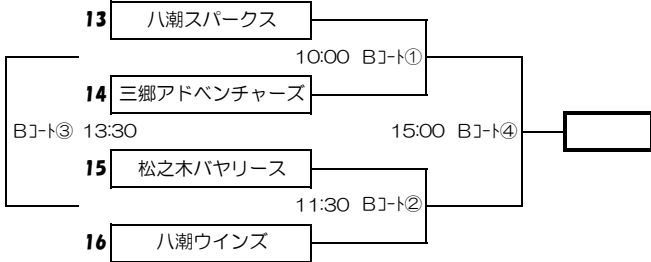 13 八潮スパークス
10:00 Bｺｰﾄ①
14 三郷アドベンチャーズ
Bｺｰﾄ③ 13:30
15:00 Bｺｰﾄ④
15 松之木バヤリース
11:30 Bｺｰﾄ②
16 八潮ウインズ